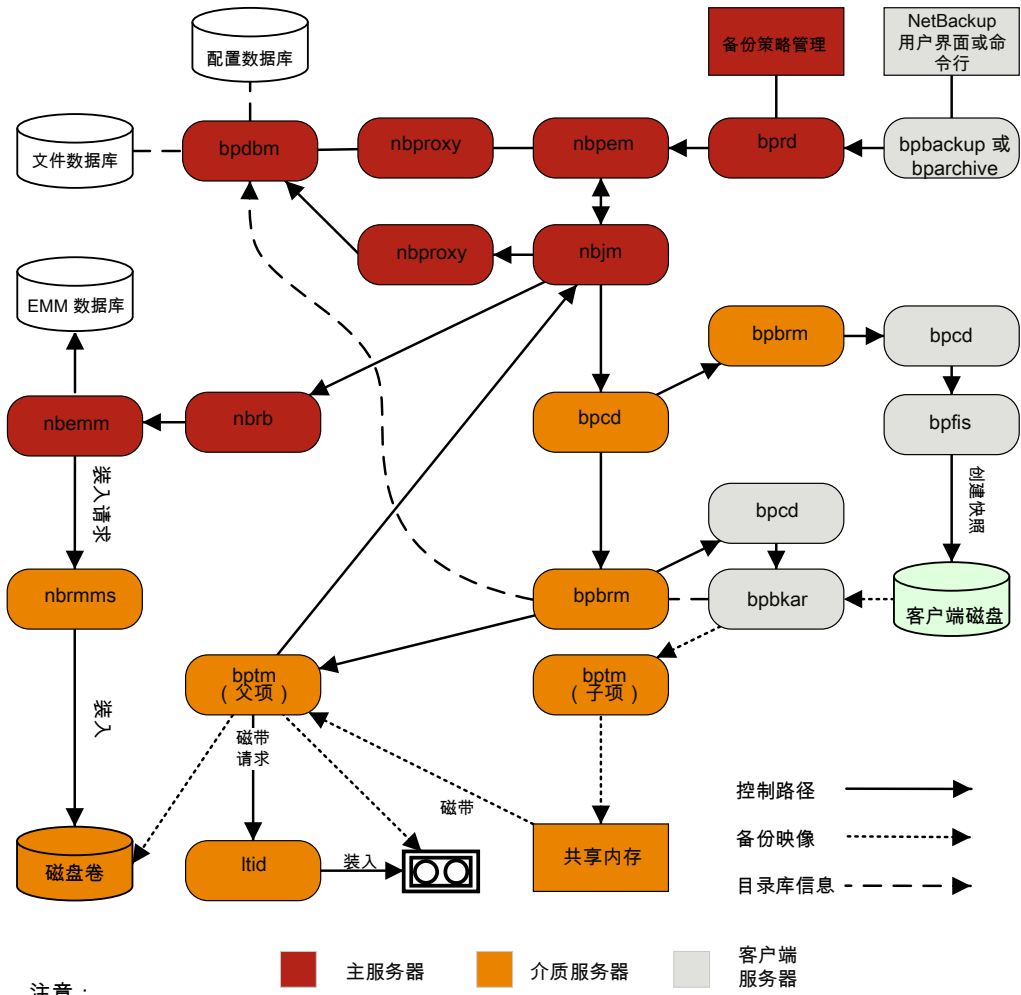 配置数据库
备份策略管理
NetBackup
用户界面或命
令行
文件数据库
bpdbm
nbproxy
nbpem
bprd
bpbackup 或
bparchive
nbproxy
nbjm
EMM 数据库
bpbrm
bpcd
nbemm
nbrb
bpcd
bpfis
装入请求
创建快照
bpcd
nbrmms
bpbrm
bpbkar
客户端磁盘
bptm
（父项）
bptm
（子项）
装入
磁带
请求
磁带
控制路径
备份映像
目录库信息
磁盘卷
ltid
装入
共享内存
主服务器
介质服务器
客户端
服务器
注意：